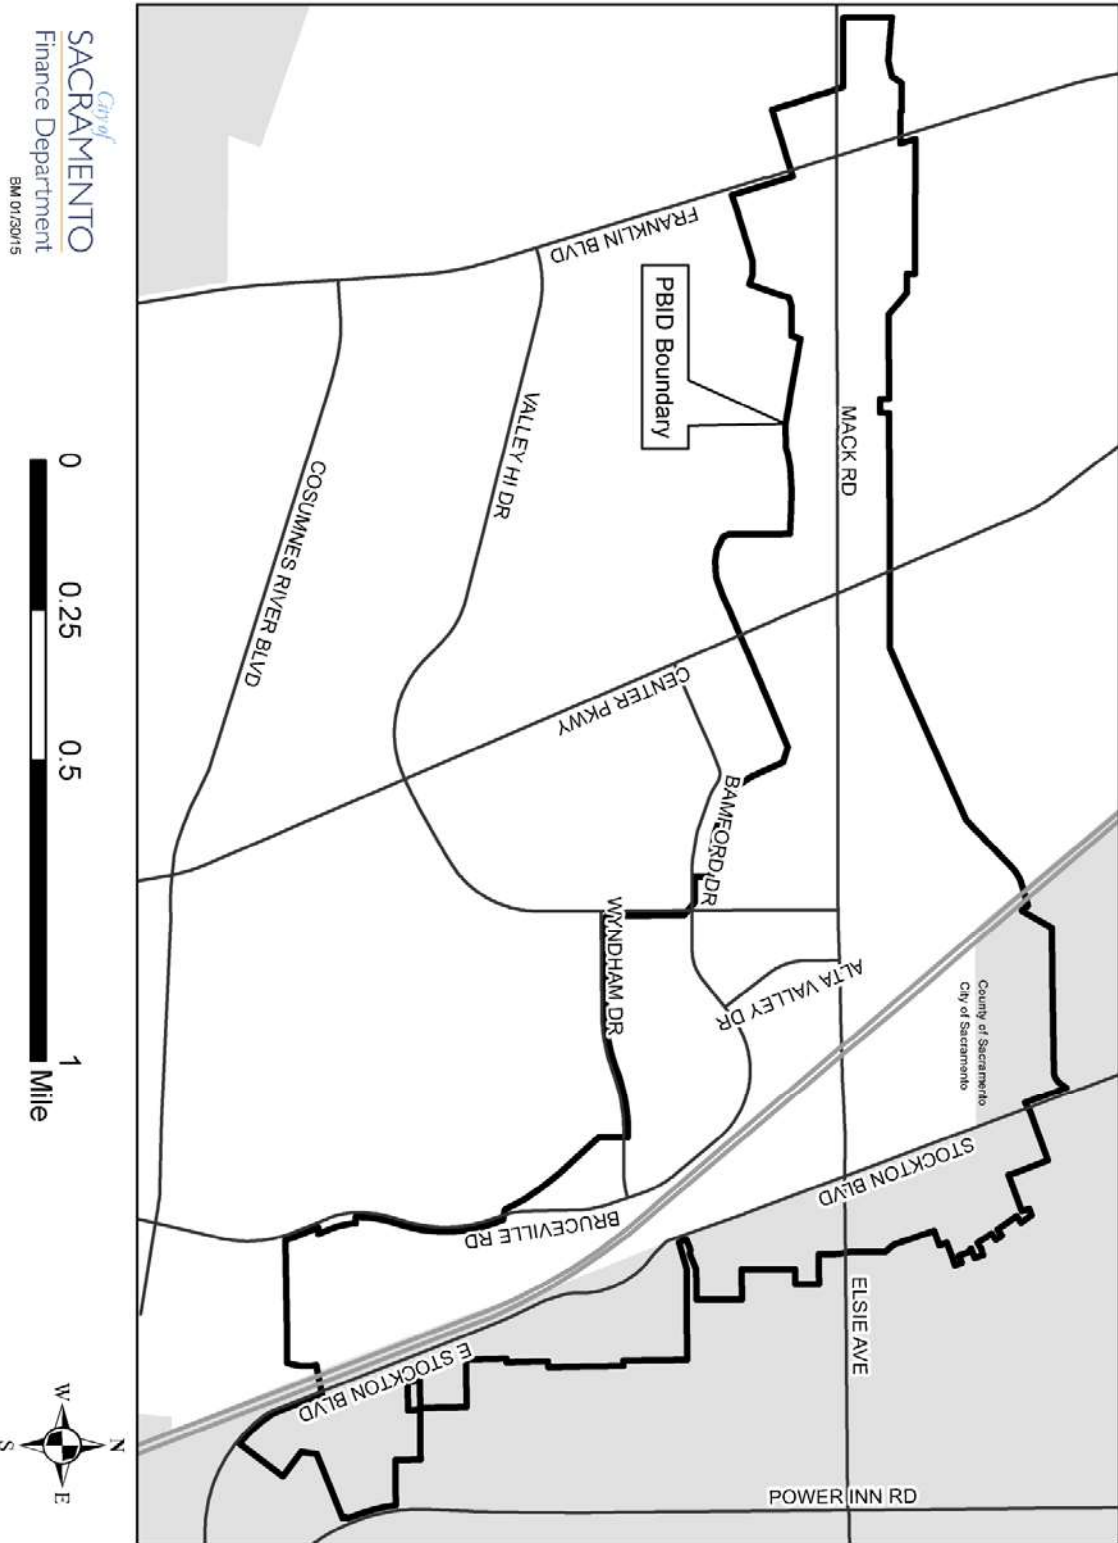 FRANKLIN BLVD
MACK RD
PBID Boundary
VALLEY HI DR
COSUMNES RIVER BLVD
CENTER PKWY
BAMFORD DR
WYNDHAM DR
ALTA VALLEY DR
County of Sacramento
City of Sacramento
STOCKTON BLVD
BRUCEVILLE RD
ELSIE AVE
E STOCKTON BLVD
POWER INN RD
City of
SACRAMENTO
Finance Department
BM 01/30/15
0 0.25 0.5 1
Mile
N
W E
S